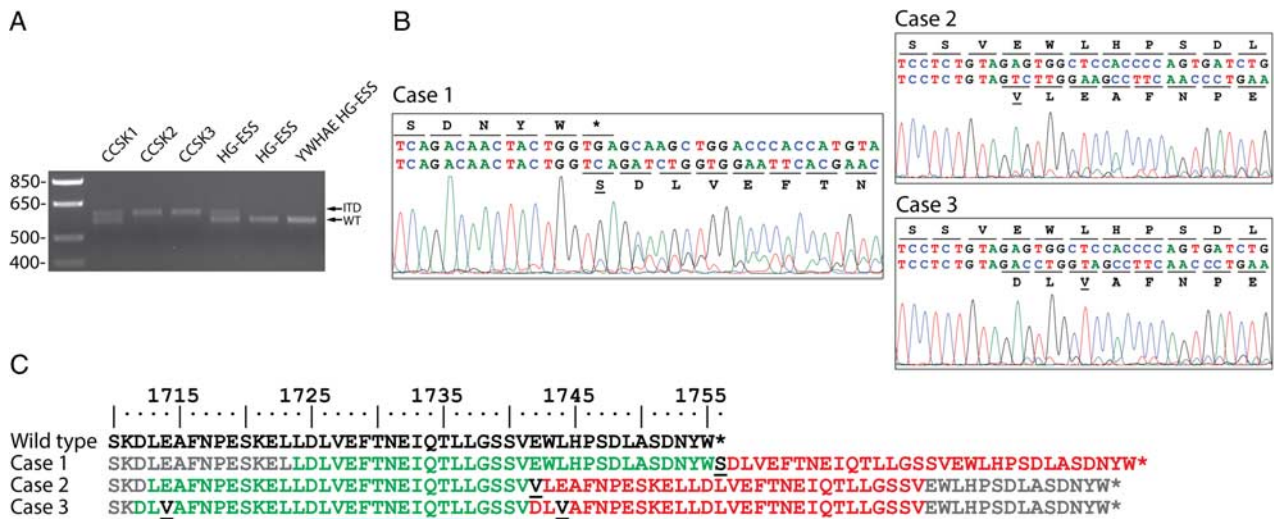 A
CCSK1
CCSK2
CCSK3
HG-ESS
HG-ESS
YWHAE HG-ESS
850-
650-
500-
400-
ITD
WT
B
Case 1
S D N Y W *
TCAGACAACTACTGGTGAGCAAGCTGGACCCACCATGTA
TCAGACAACTACTGGTCAGATCTGGTGGAATTCACGAAC
S D L V E F T N
Case 2
S S V E W L H P S D L
TCCTCTGTAGAGTGGCTCCACCCCAGTGATCTG
TCCTCTGTAGTCTTGGAAGCCTTCAACCCTGAA
V L E A F N P E
Case 3
S S V E W L H P S D L
TCCTCTGTAGAGTGGCTCCACCCCAGTGATCTG
TCCTCTGTAGACCTGGTAGCCTTCAACCCTGAA
D L V A F N P E
C
1715 1725 1735 1745 1755
Wild type SKDLEAFNPESKELLDLVEFTNEIQTLLGSSVEWLHPSDLASDNYW*
Case 1 SKDLEAFNPESKELLDLVEFTNEIQTLLGSSVEWLHPSDLASDNYWSDLVEFTNEIQTLLGSSVEWLHPSDLASDNYW*
Case 2 SKDLEAFNPESKELLDLVEFTNEIQTLLGSSVVLEAFNPESKELLDLVEFTNEIQTLLGSSVEWLHPSDLASDNYW*
Case 3 SKDLVAFNPESKELLDLVEFTNEIQTLLGSSVDLVAFNPESKELLDLVEFTNEIQTLLGSSVEWLHPSDLASDNYW*